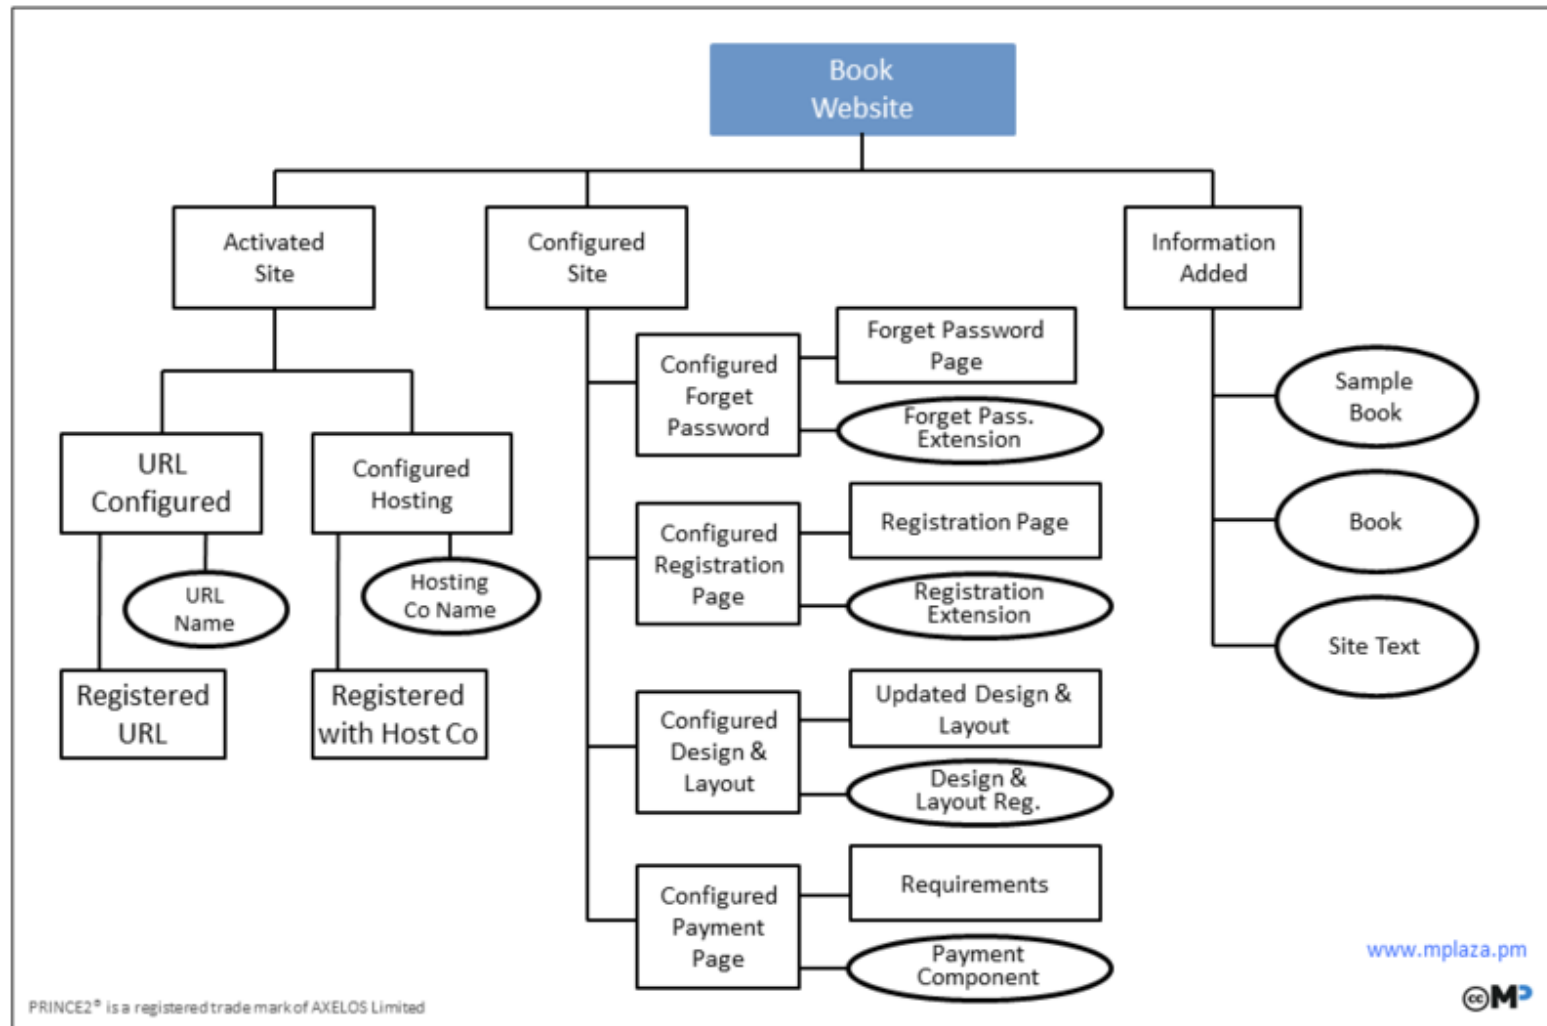 Book
Website
Activated
Site
Configured
Site
Information
Added
URL
Configured
Configured
Hosting
URL
Name
Hosting
Co Name
Registered
URL
Registered
with Host Co
Configured
Forget
Password
Forget Password
Page
Forget Pass.
Extension
Configured
Registration
Page
Registration Page
Registration
Extension
Configured
Design &
Layout
Updated Design &
Layout
Design &
Layout Reg.
Configured
Payment
Page
Requirements
Payment
Component
Sample
Book
Book
Site Text
www.mplaza.pm
cc MP
PRINCE2® is a registered trade mark of AXELOS Limited